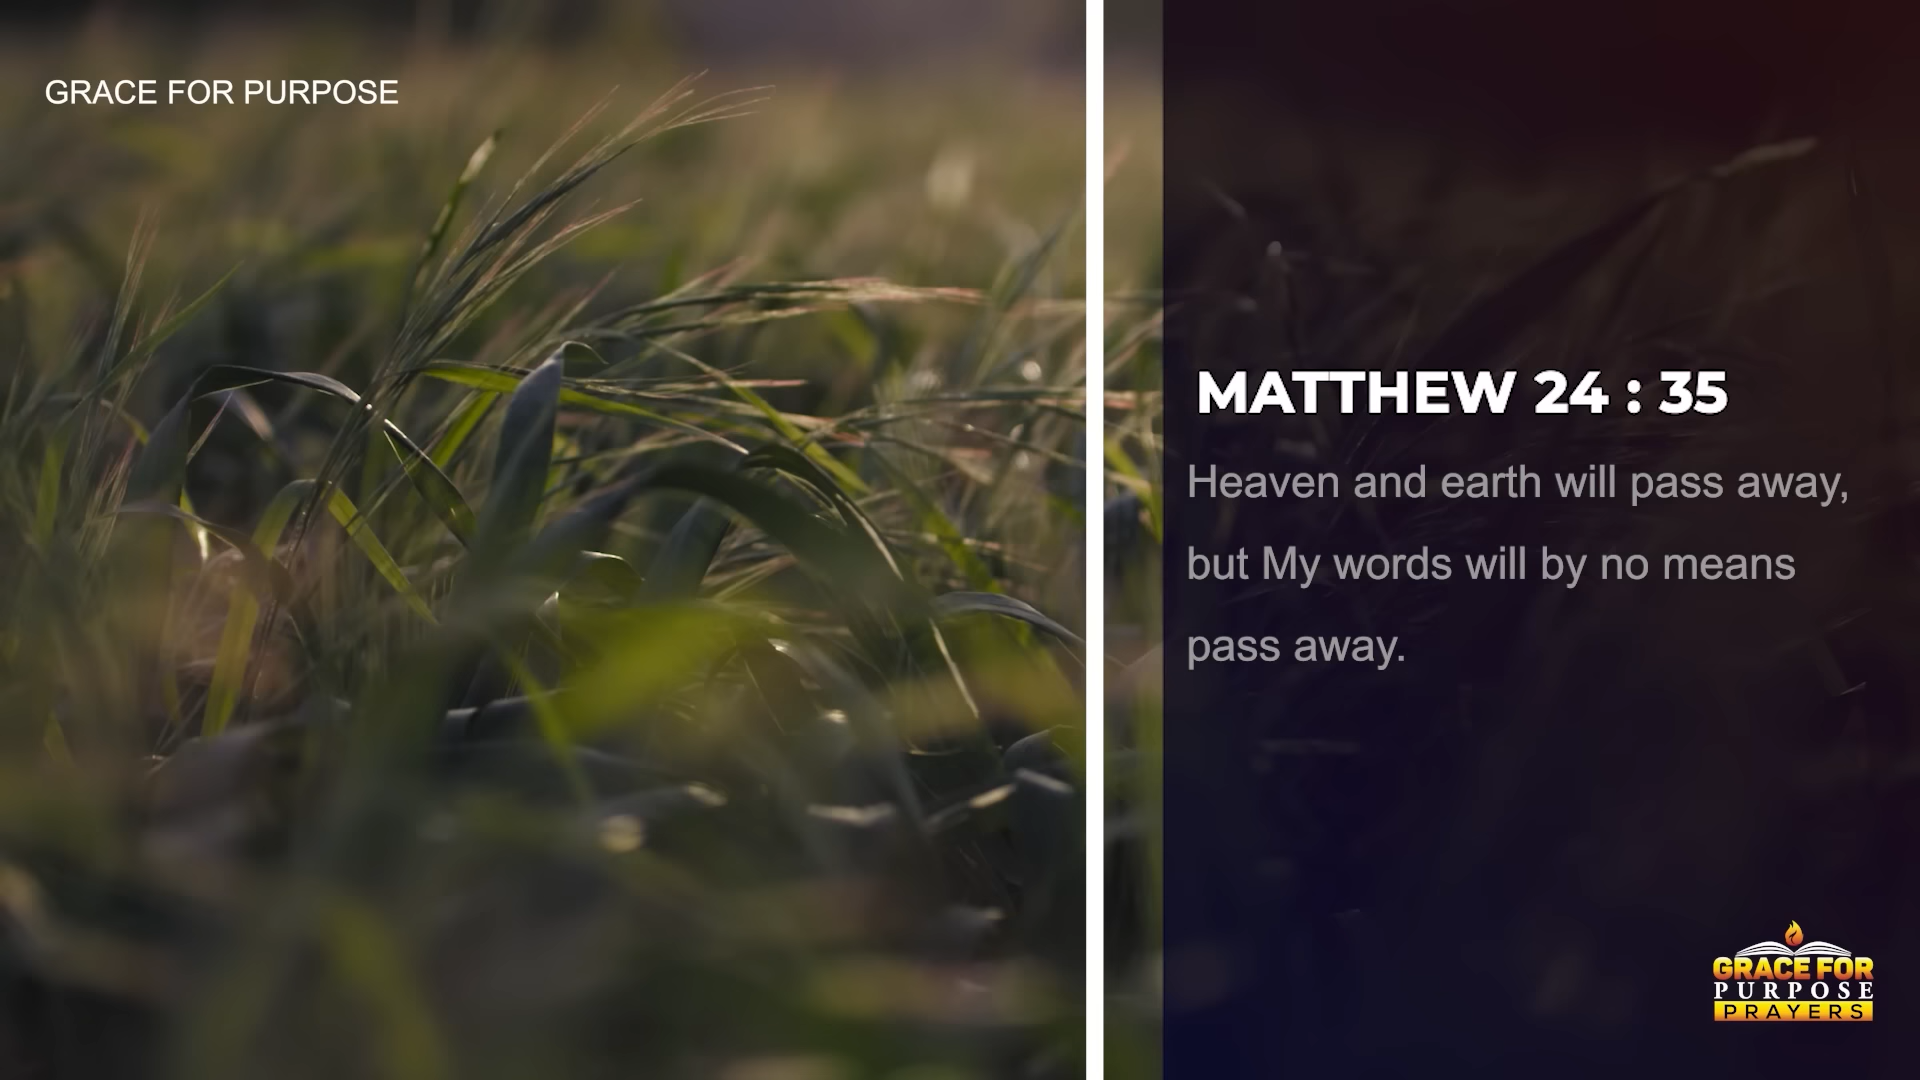 GRACE FOR PURPOSE
MATTHEW 24 : 35
Heaven and earth will pass away,
but My words will by no means
pass away.
GRACE FOR
PURPOSE
PRAYERS